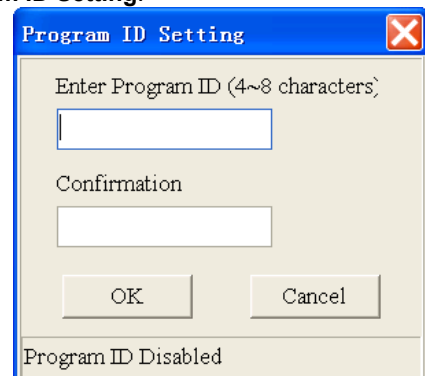 Program ID Setting
Enter Program ID (4~8 characters)
Confirmation
OK Cancel
Program ID Disabled